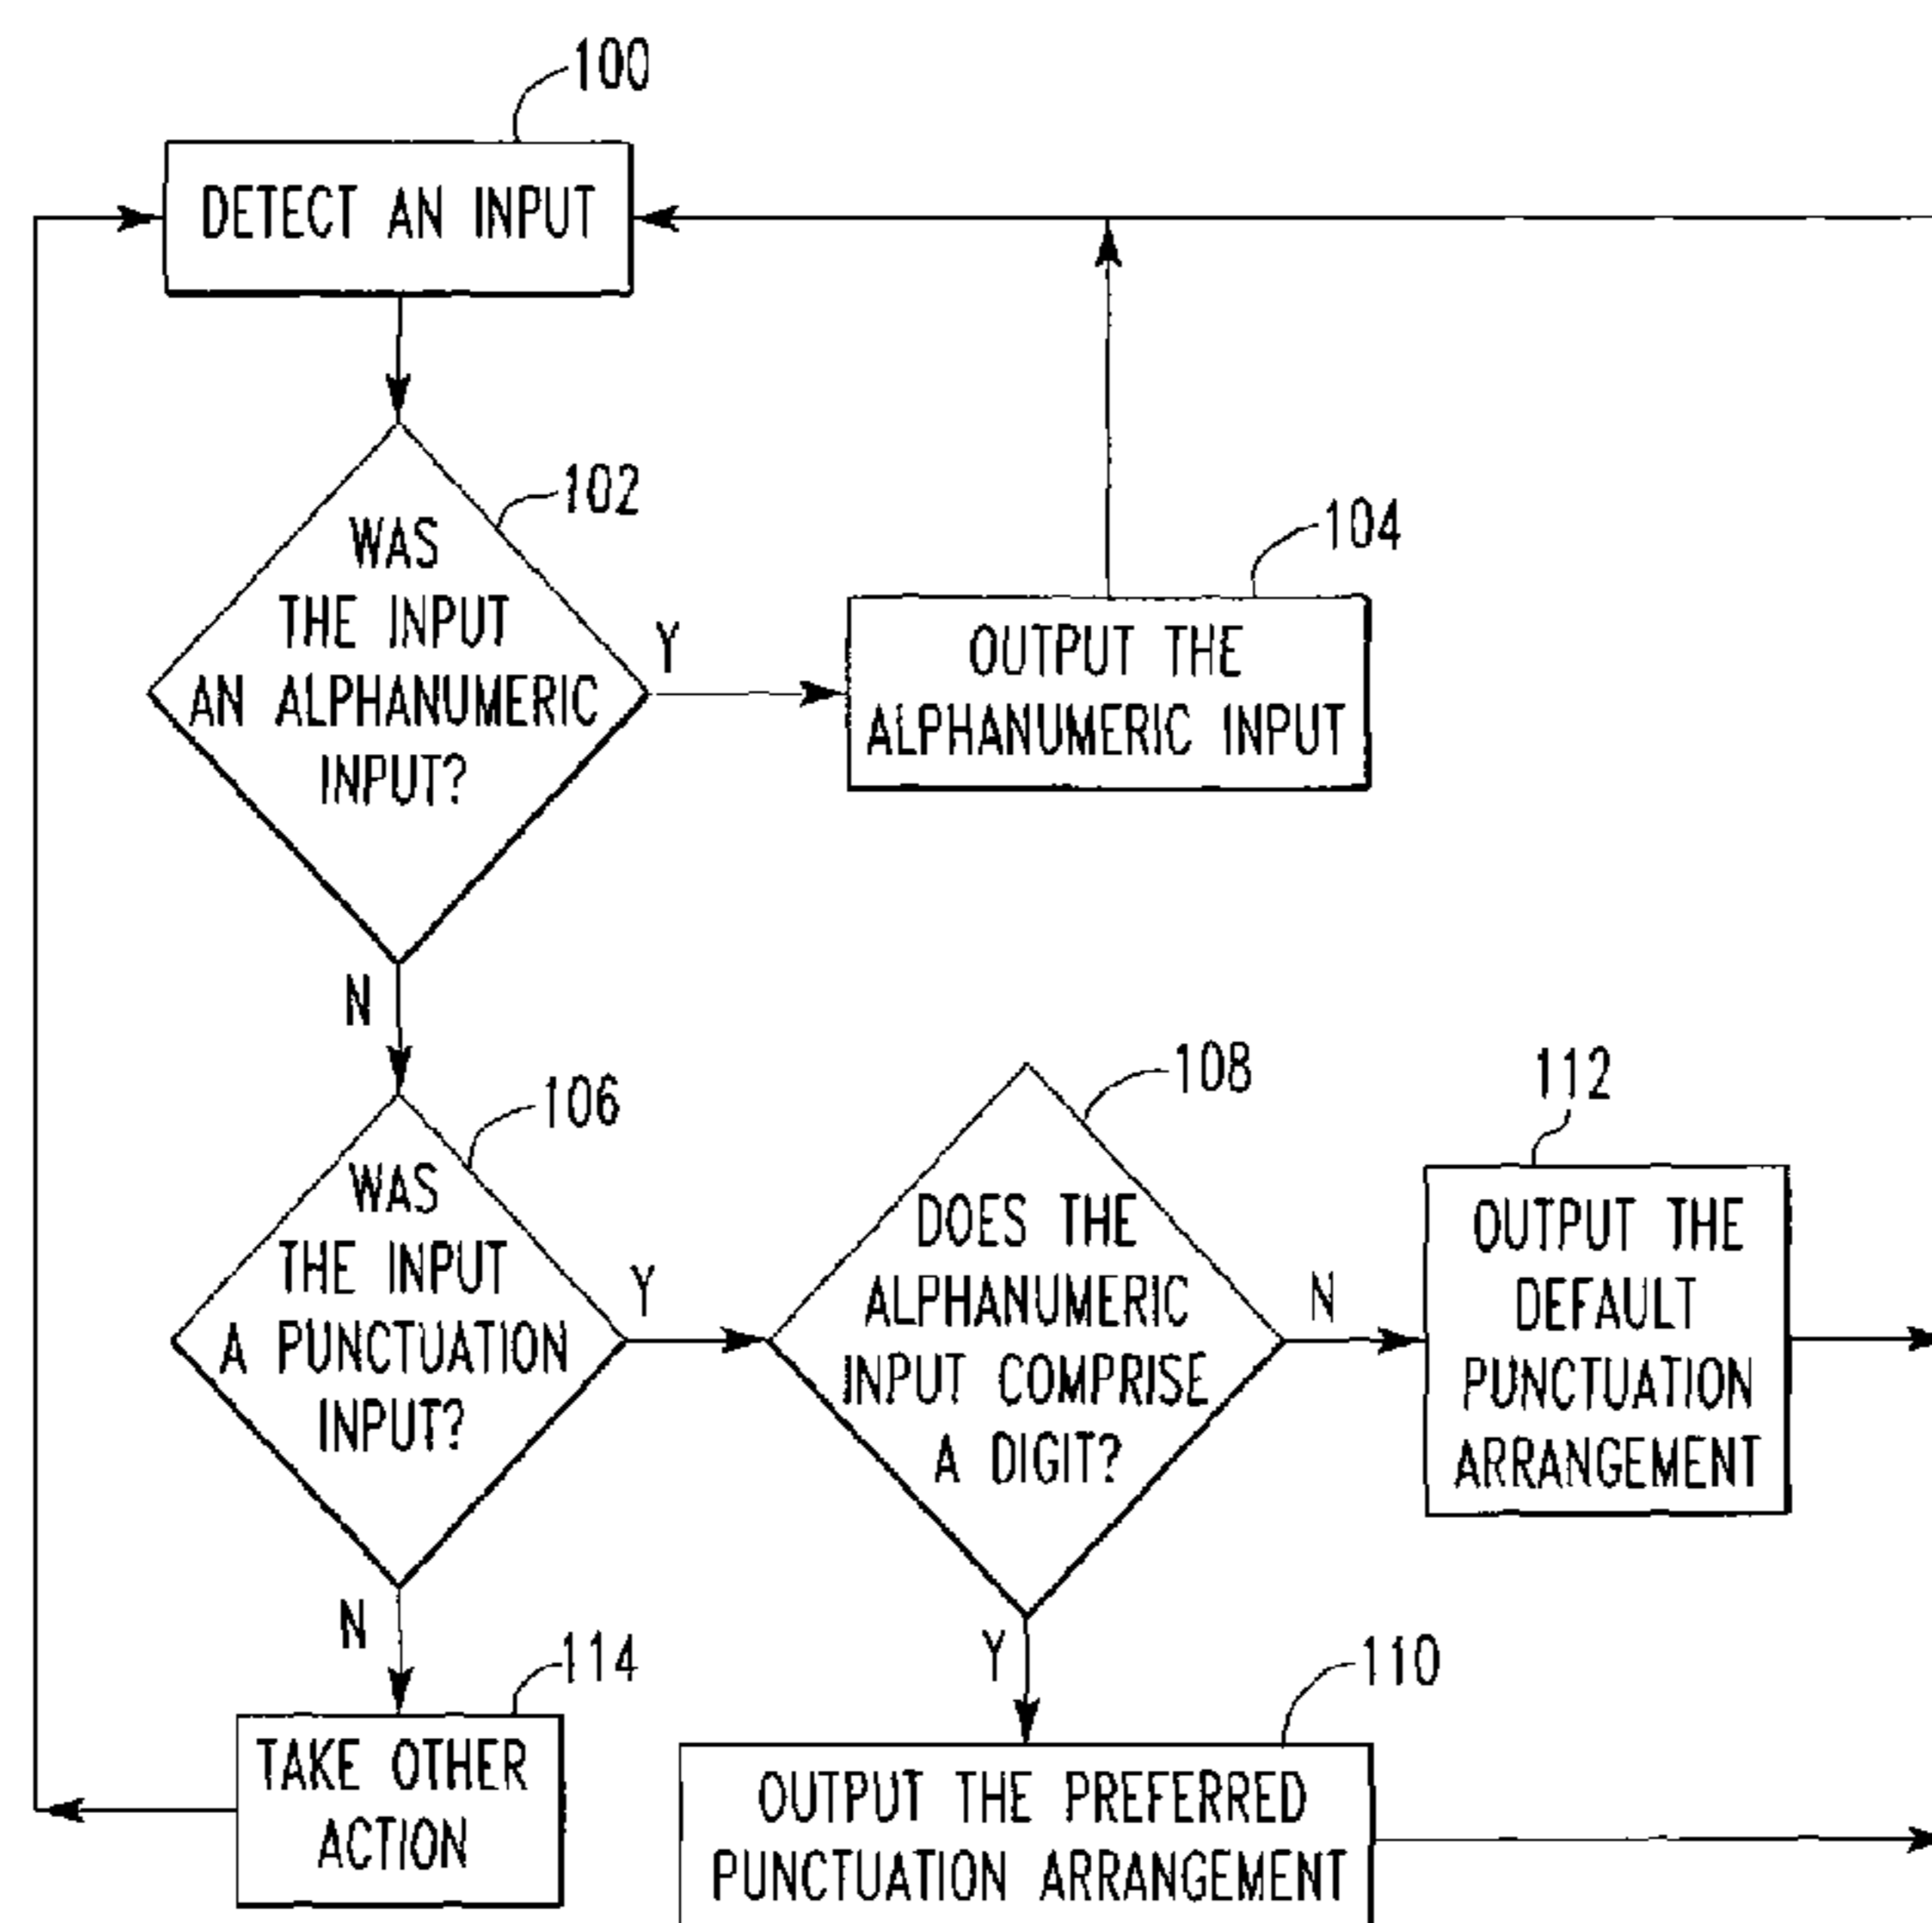 100
DETECT AN INPUT
102
WAS
THE INPUT
AN ALPHANUMERIC
INPUT?
Y
104
OUTPUT THE
ALPHANUMERIC INPUT
N
106
WAS
THE INPUT
A PUNCTUATION
INPUT?
Y
108
DOES THE
ALPHANUMERIC
INPUT COMPRISE
A DIGIT?
N
112
OUTPUT THE
DEFAULT
PUNCTUATION
ARRANGEMENT
N
114
TAKE OTHER
ACTION
Y
110
OUTPUT THE PREFERRED
PUNCTUATION ARRANGEMENT